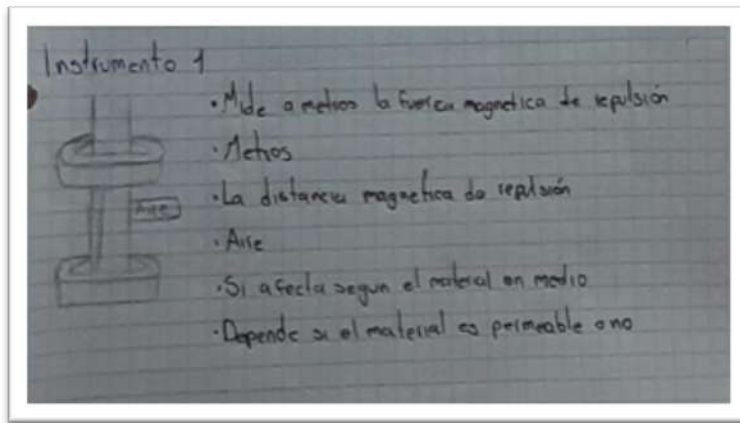 Instrumento 1
• Mide a metros la fuerca magnetica de repulsión
• Metros
• La distancia magnetica de repulsión
Aire
• Aire
• Si afecta segun el material en medio
• Depende si el material es permeable o no